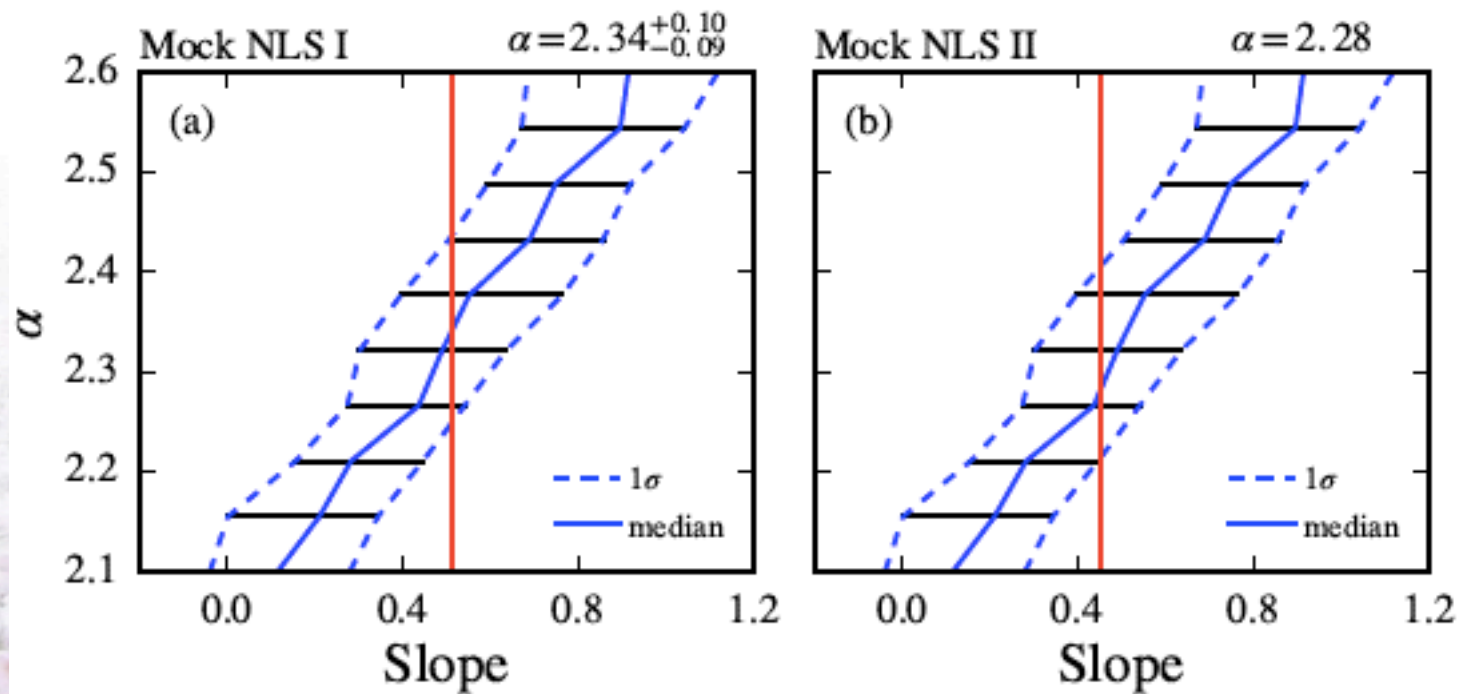 Mock NLS I α=2.34+0.10−0.09
Mock NLS II α=2.28
(a)
(b)
2.6
2.5
2.4
2.3
2.2
2.1
α
1σ
median
1σ
median
0.0 0.4 0.8 1.2
0.0 0.4 0.8 1.2
Slope
Slope